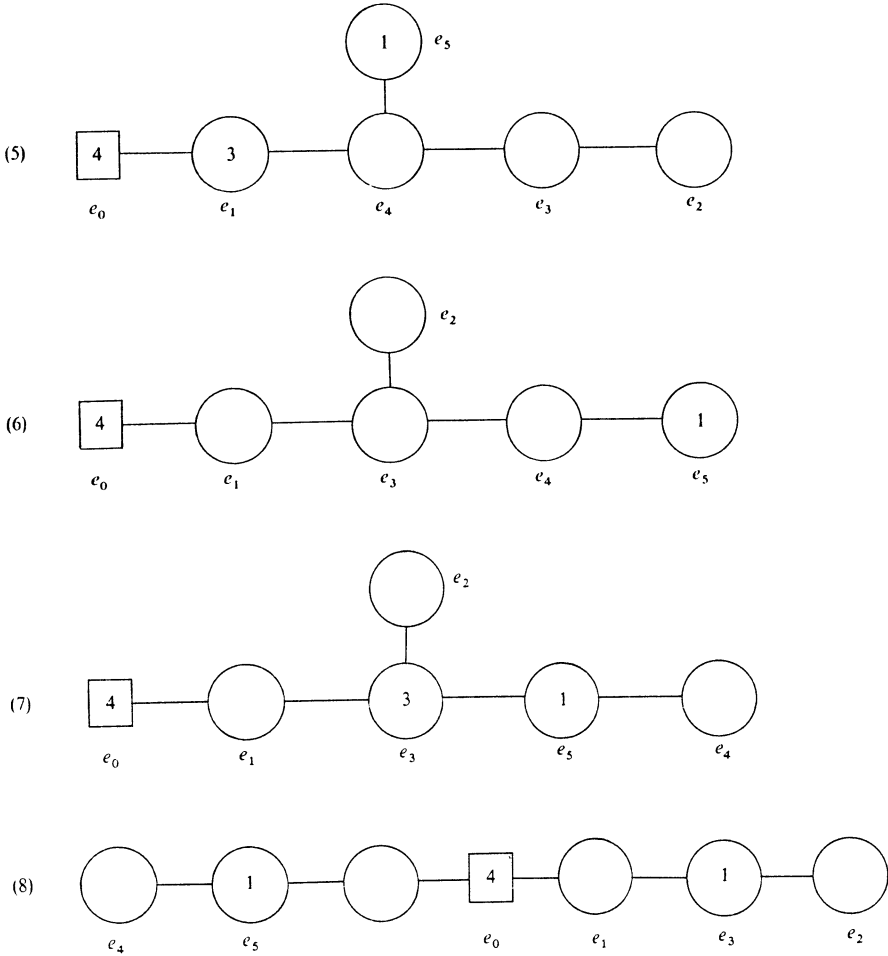 1 e₅
(5) 4 3
e₀ e₁ e₄ e₃ e₂
e₂
(6) 4 1
e₀ e₁ e₃ e₄ e₅
e₂
(7) 4 3 1
e₀ e₁ e₃ e₅ e₄
(8) 1 4 1
e₄ e₅ e₀ e₁ e₃ e₂